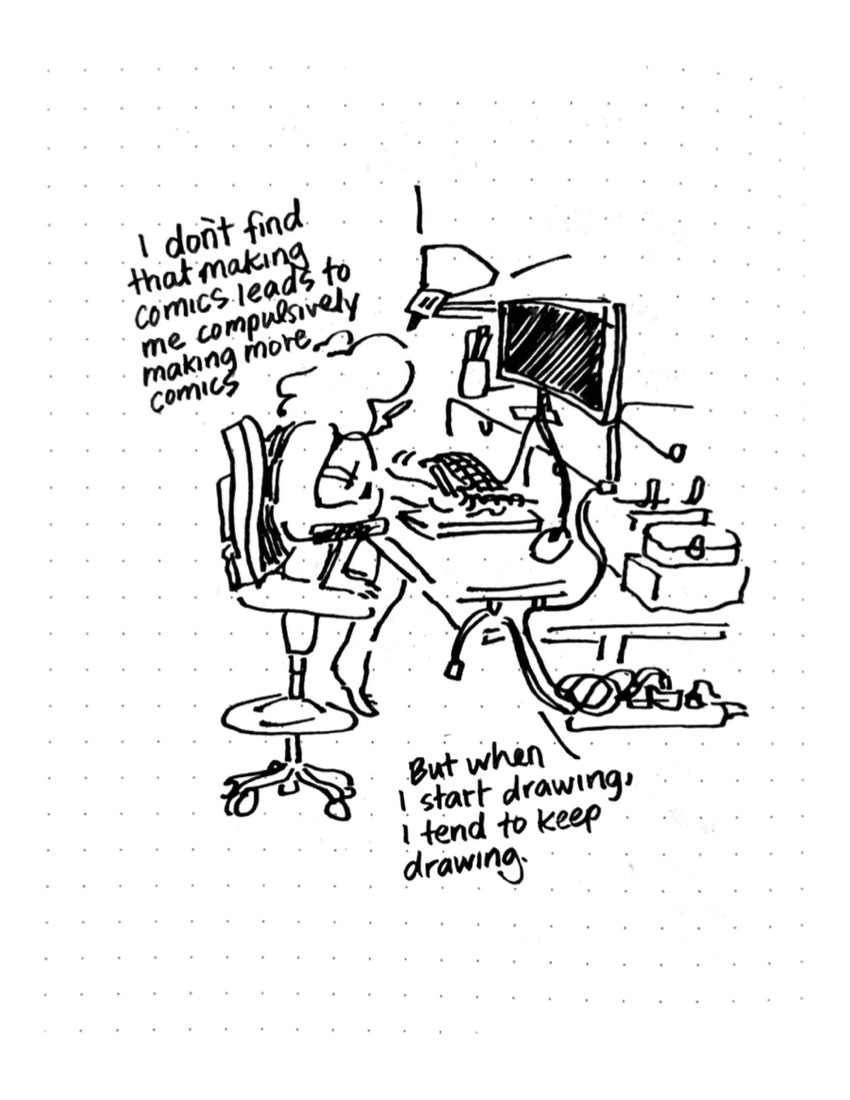 I don't find
that making
comics leads to
me compulsively
making more
comics
But when
I start drawing,
I tend to keep
drawing.